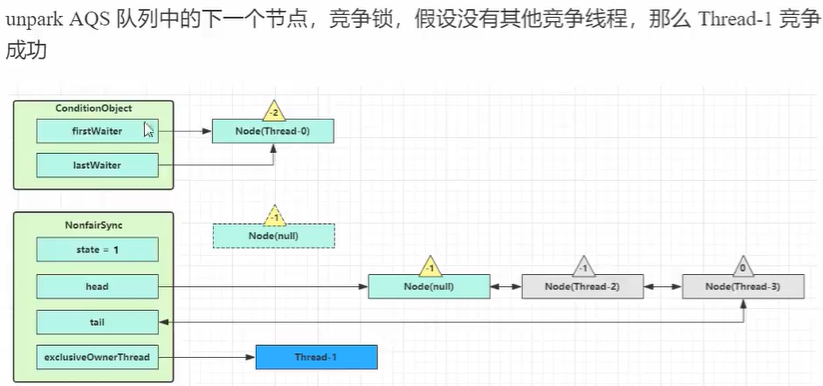 unpark AQS 队列中的下一个节点，竞争锁，假设没有其他竞争线程，那么 Thread-1 竞争
成功
ConditionObject
-2
firstWaiter
Node(Thread-0)
lastWaiter
NonfairSync
-1
Node(null)
state = 1
-1
-1
0
head
Node(null)
Node(Thread-2)
Node(Thread-3)
tail
exclusiveOwnerThread
Thread-1